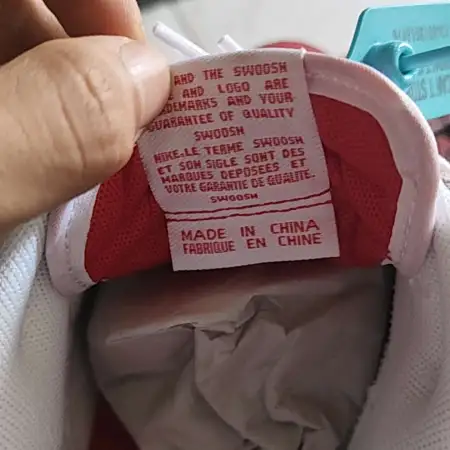 AND THE SWOOSH
AND LOGO ARE
DEMARKS AND YOUR
GUARANTEE OF QUALITY
SWOOSH
NIKE.LE TERME SWOOSH
ET SON SIGLE SONT DES
MARQUES DEPOSEES ET
VOTRE GARANTIE DE QUALITE.
SWOOSH
MADE IN CHINA
FABRIQUE EN CHINE